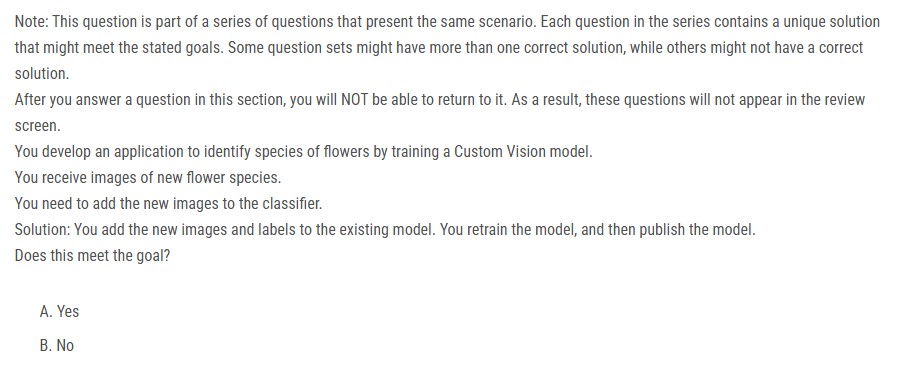 Note: This question is part of a series of questions that present the same scenario. Each question in the series contains a unique solution
that might meet the stated goals. Some question sets might have more than one correct solution, while others might not have a correct
solution.
After you answer a question in this section, you will NOT be able to return to it. As a result, these questions will not appear in the review
screen.
You develop an application to identify species of flowers by training a Custom Vision model.
You receive images of new flower species.
You need to add the new images to the classifier.
Solution: You add the new images and labels to the existing model. You retrain the model, and then publish the model.
Does this meet the goal?
A. Yes
B. No